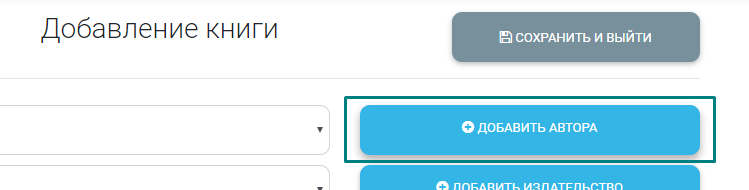 Добавление книги
СОХРАНИТЬ И ВЫЙТИ
ДОБАВИТЬ АВТОРА
ДОБАВИТЬ ИЗДАТЕЛЬСТВО